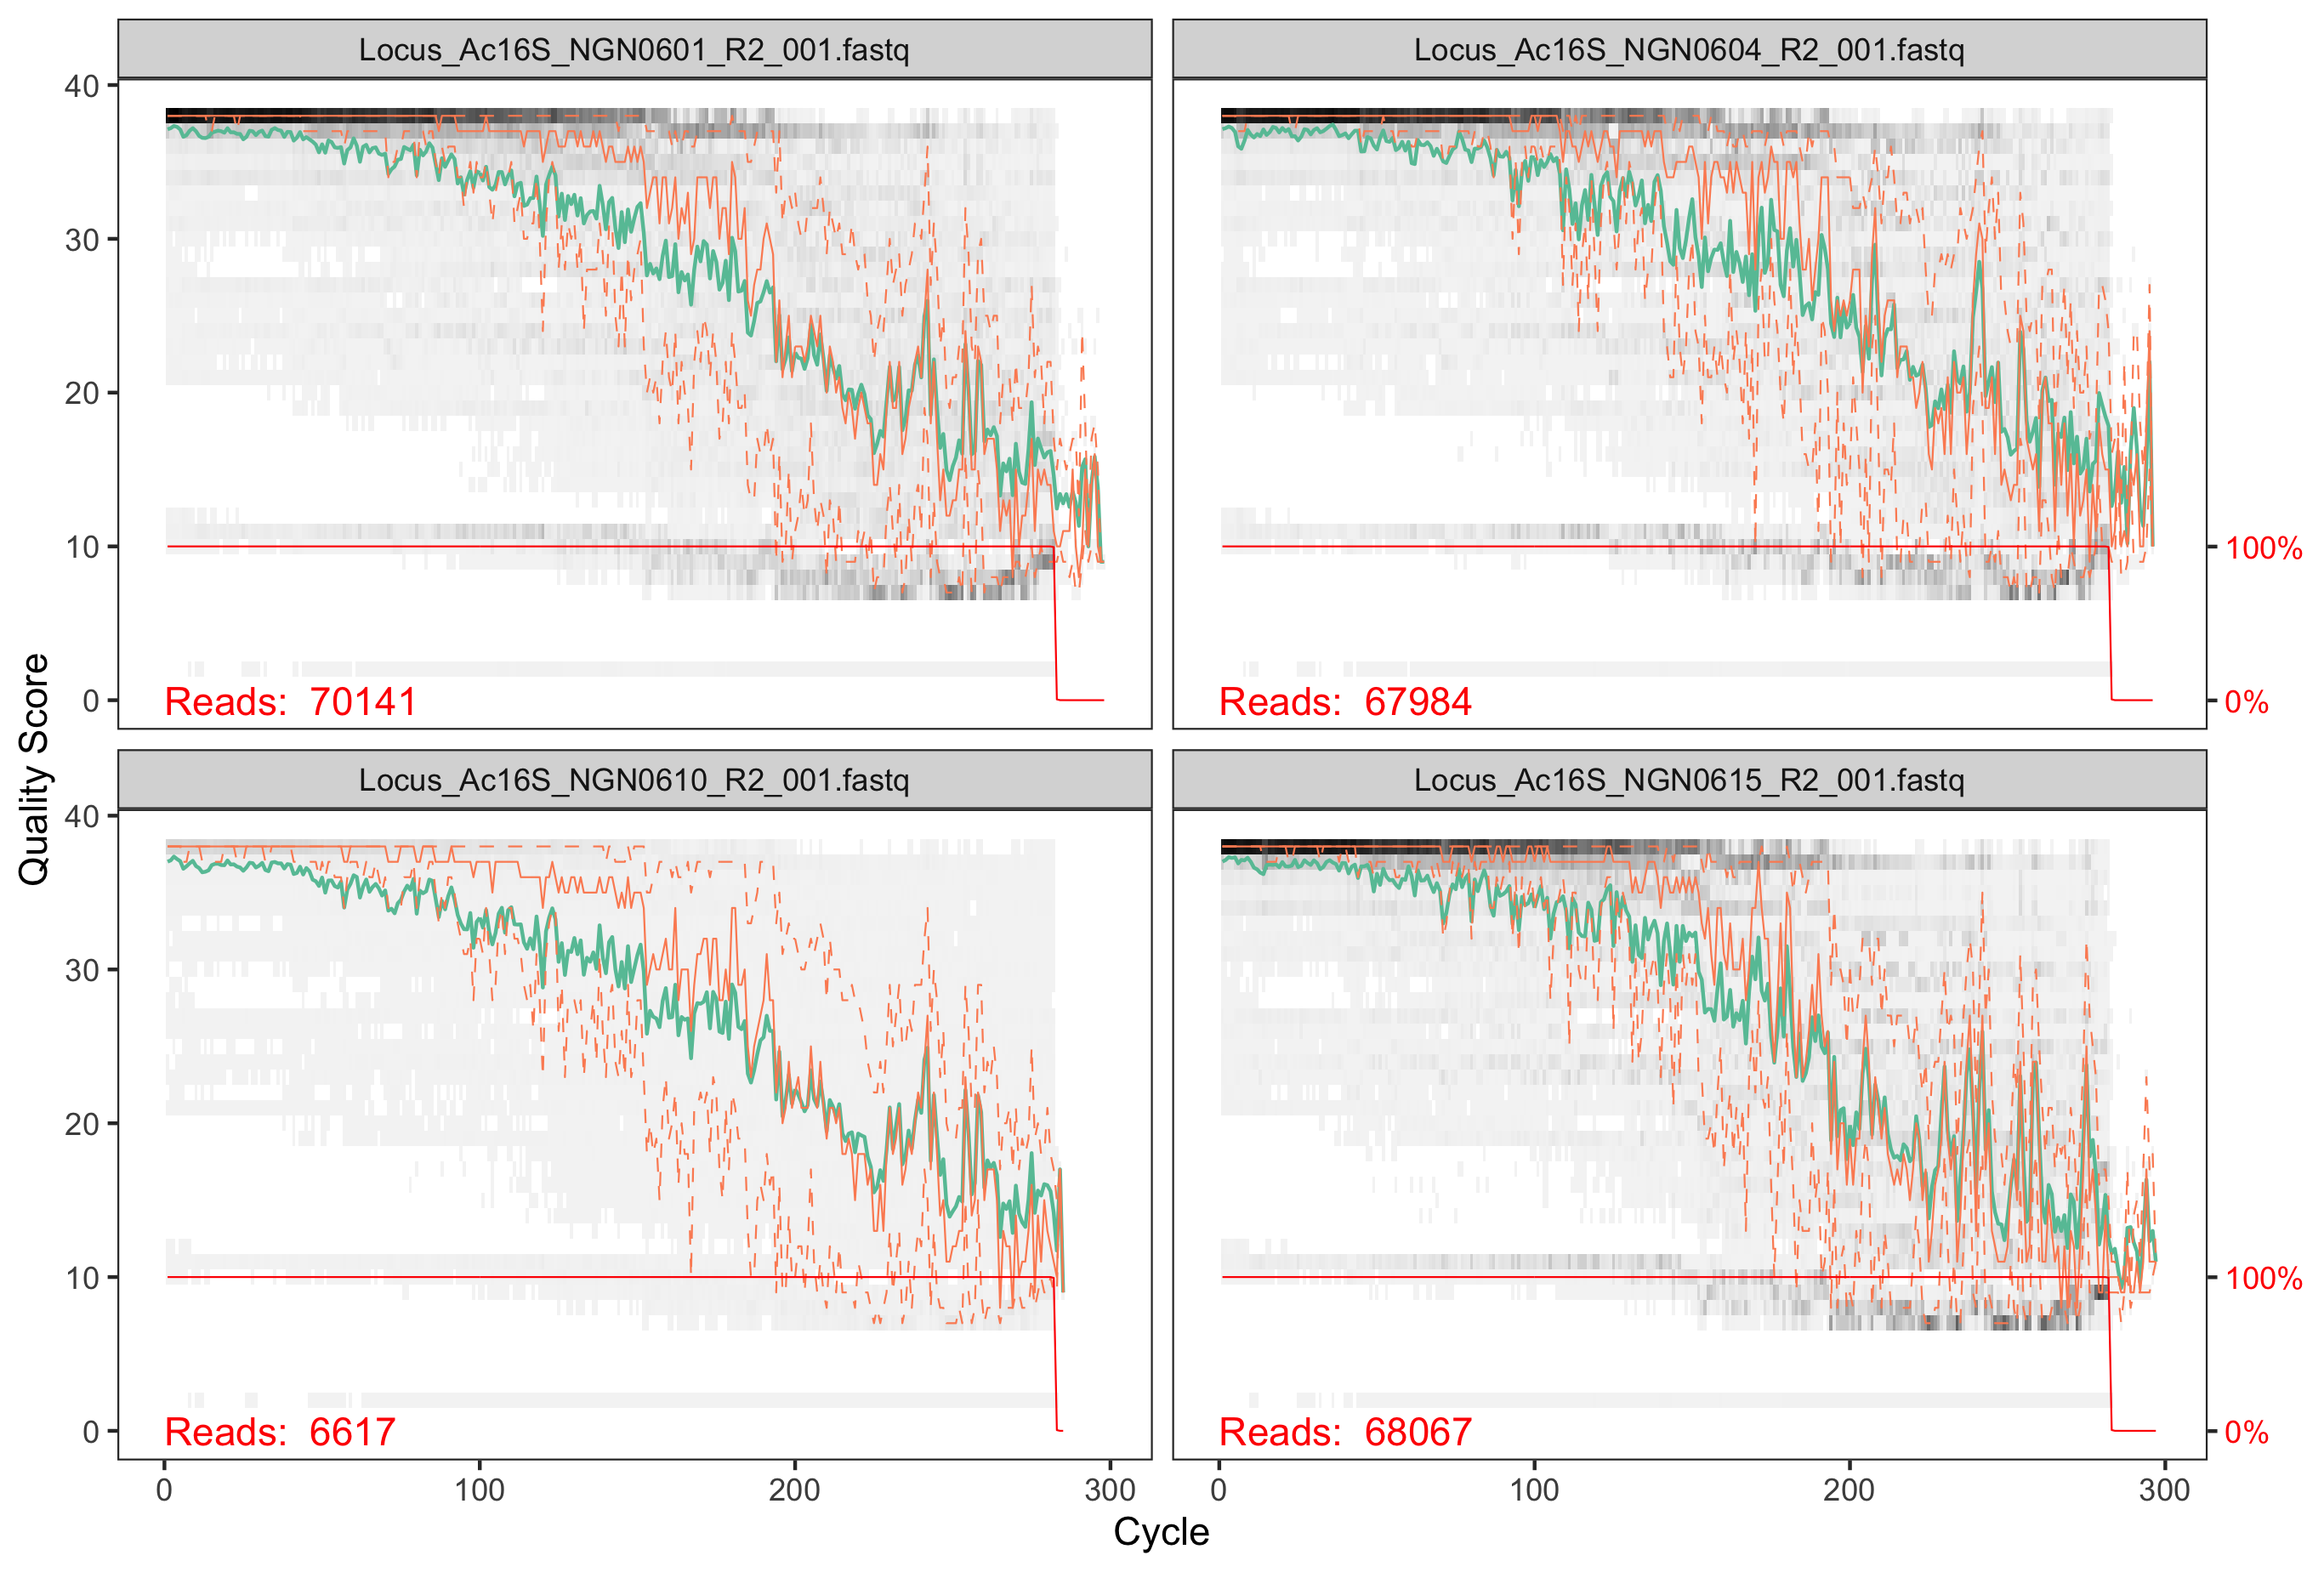 Locus_Ac16S_NGN0601_R2_001.fastq
Locus_Ac16S_NGN0604_R2_001.fastq
40
30
20
10
0
Reads: 70141
Reads: 67984
100%
0%
Locus_Ac16S_NGN0610_R2_001.fastq
Locus_Ac16S_NGN0615_R2_001.fastq
40
30
20
10
0
Reads: 6617
Reads: 68067
100%
0%
0 100 200 300
0 100 200 300
Quality Score
Cycle